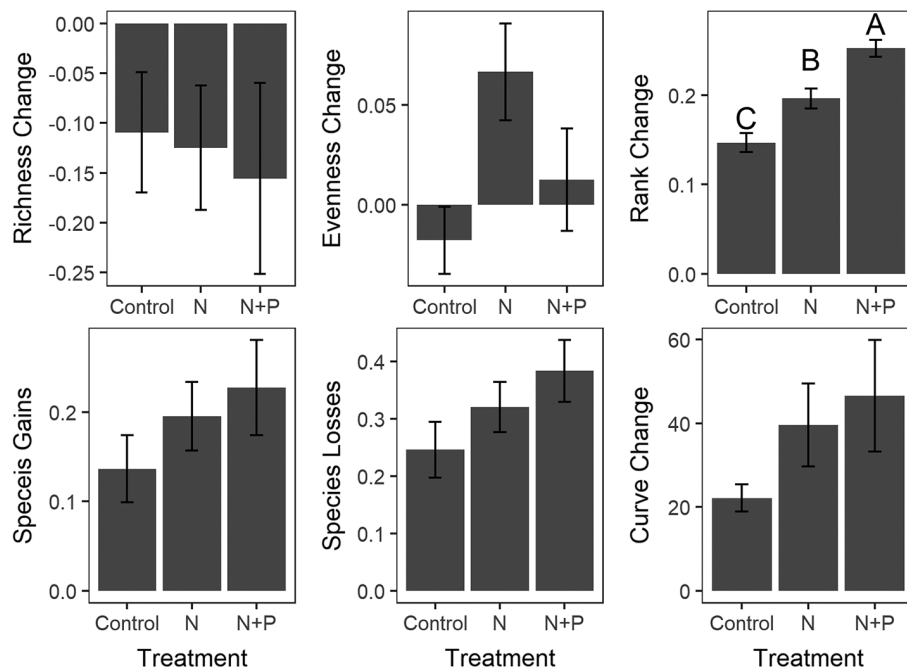 Richness Change
0.00
-0.05
-0.10
-0.15
-0.20
-0.25
Control N N+P
Evenness Change
0.05
0.00
Control N N+P
Rank Change
0.2
0.1
0.0
C B A
Control N N+P
Speceis Gains
0.2
0.1
0.0
Control N N+P
Treatment
Species Losses
0.4
0.3
0.2
0.1
0.0
Control N N+P
Treatment
Curve Change
60
40
20
0
Control N N+P
Treatment